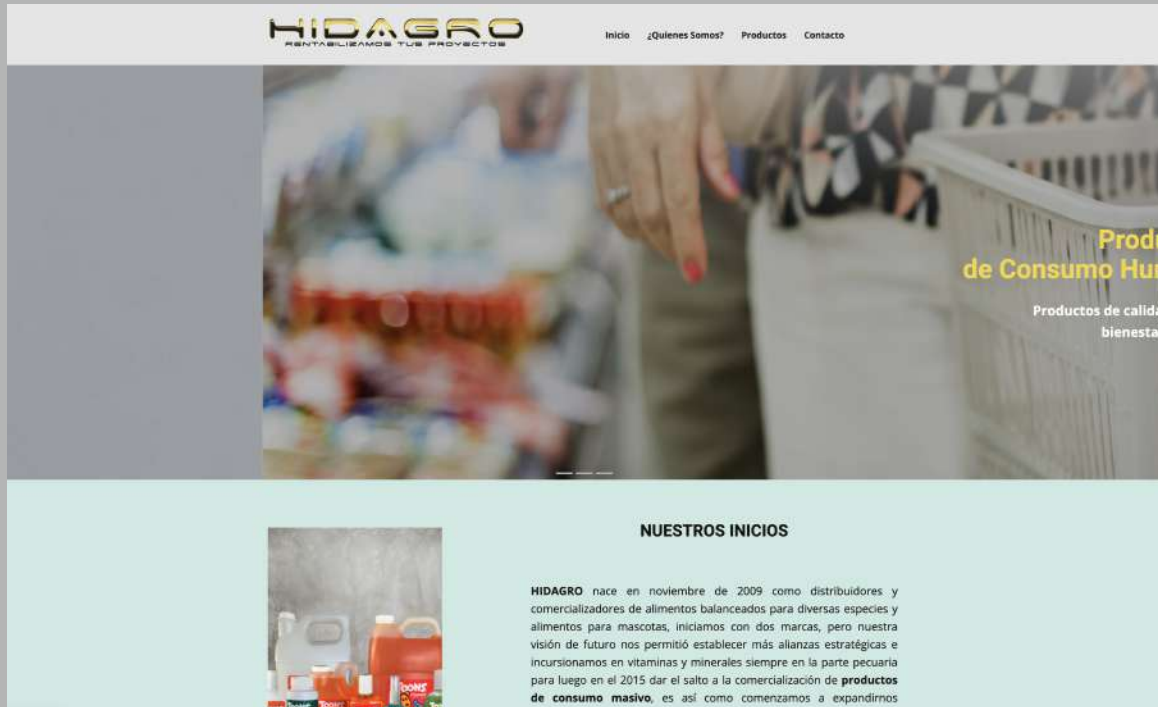 HIDAGRO
RENTABILIZAMOS TUS PROYECTOS
Inicio ¿Quienes Somos? Productos Contacto
de Consumo
Productos de
NUESTROS INICIOS
HIDAGRO nace en noviembre de 2009 como distribuidores y
comercializadores de alimentos balanceados para diversas especies y
alimentos para mascotas, iniciamos con dos marcas, pero nuestra
visión de futuro nos permitió establecer más alianzas estratégicas e
incursionamos en vitaminas y minerales siempre en la parte pecuaria
para luego en el 2015 dar el salto a la comercialización de productos
de consumo masivo, es así como comenzamos a expandirnos